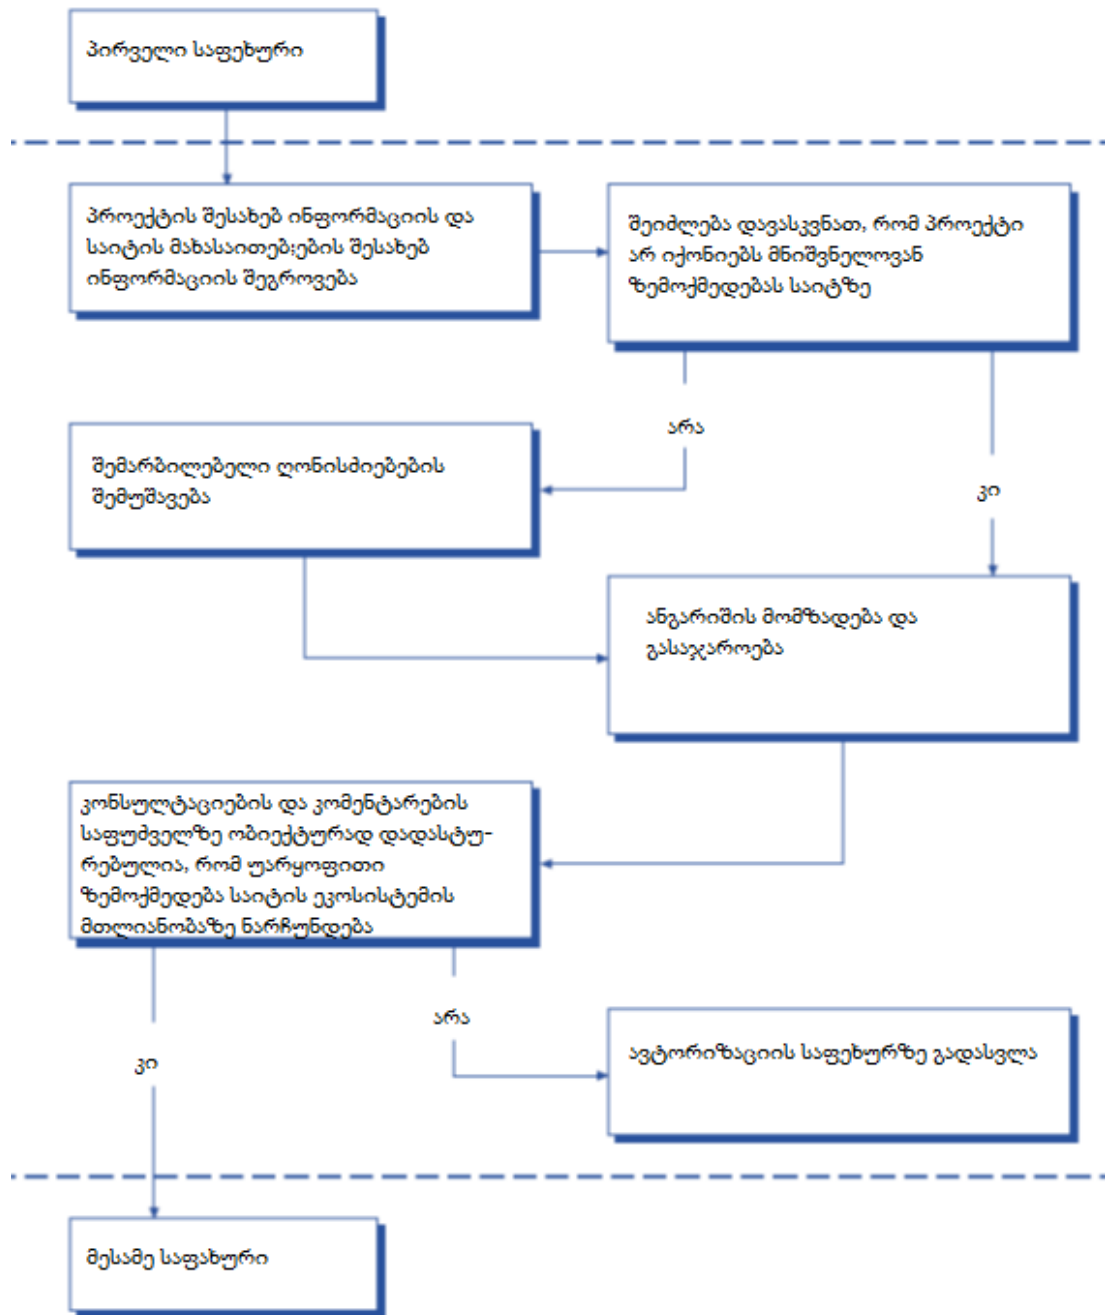 პირველი საფეხური
პროექტის შესახებ ინფორმაციის და
საიტის მახასაითებ;ების შესახებ
ინფორმაციის შეგროვება
შეიძლება დავასკვნათ, რომ პროექტი
არ იქონიებს მნიშვნელოვან
ზემოქმედებას საიტზე
არა
კი
შემარბილებელი ღონისძიებების
შემუშავება
ანგარიშის მომზადება და
გასაჯაროება
კონსულტაციების და კომენტარების
საფუძველზე ობიექტურად დადასტუ-
რებულია, რომ უარყოფითი
ზემოქმედება საიტის ეკოსისტემის
მთლიანობაზე ნარჩუნდება
არა
კი
ავტორიზაციის საფეხურზე გადასვლა
მესამე საფახური